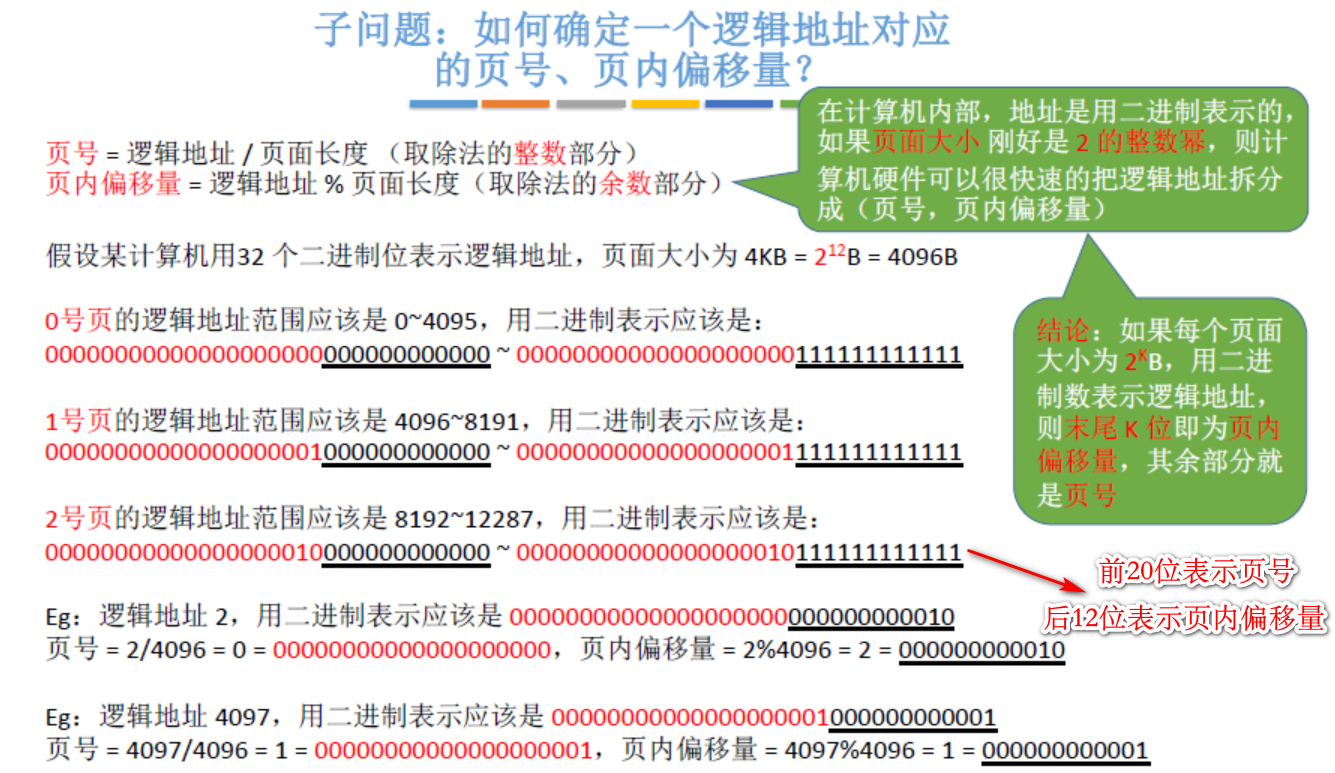 子问题：如何确定一个逻辑地址对应
的页号、页内偏移量？
在计算机内部，地址是用二进制表示的，
如果页面大小 刚好是 2 的整数幂，则计
算机硬件可以很快速的把逻辑地址拆分
成（页号，页内偏移量）
页号 = 逻辑地址 / 页面长度 （取除法的整数部分）
页内偏移量 = 逻辑地址 % 页面长度（取除法的余数部分）
假设某计算机用32 个二进制位表示逻辑地址，页面大小为 4KB = 2¹²B = 4096B
0号页的逻辑地址范围应该是 0~4095，用二进制表示应该是：
00000000000000000000000000000000 ~ 00000000000000000000111111111111
结论：如果每个页面
大小为 2ᴷB，用二进
制数表示逻辑地址，
则末尾 K 位即为页内
偏移量，其余部分就
是页号
1号页的逻辑地址范围应该是 4096~8191，用二进制表示应该是：
00000000000000000001000000000000 ~ 00000000000000000001111111111111
2号页的逻辑地址范围应该是 8192~12287，用二进制表示应该是：
00000000000000000010000000000000 ~ 00000000000000000010111111111111
前20位表示页号
后12位表示页内偏移量
Eg：逻辑地址 2，用二进制表示应该是 00000000000000000000000000000010
页号 = 2/4096 = 0 = 00000000000000000000，页内偏移量 = 2%4096 = 2 = 000000000010
Eg：逻辑地址 4097，用二进制表示应该是 00000000000000000001000000000001
页号 = 4097/4096 = 1 = 00000000000000000001，页内偏移量 = 4097%4096 = 1 = 000000000001